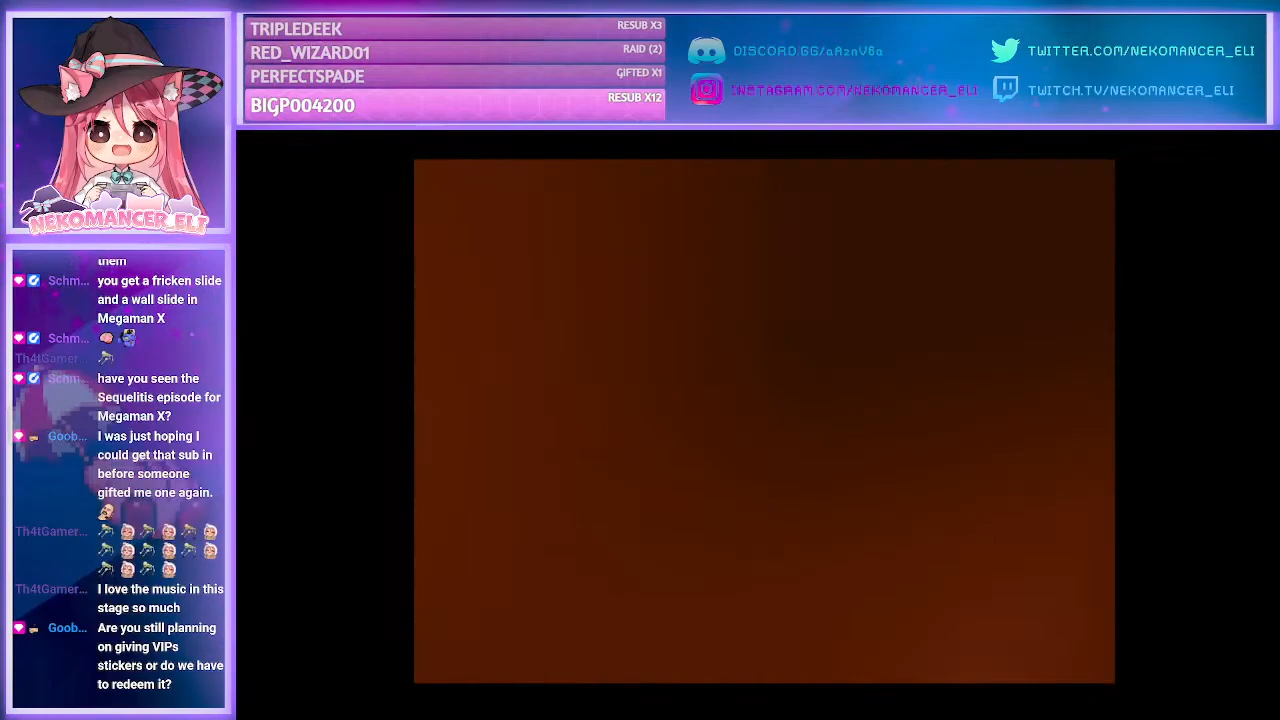 TRIPLEDEEK RESUB X3
RED_WIZARD01 RAID (2)
PERFECTSPADE GIFTED X1
BIGP004200 RESUB X12
DISCORD.GG/aAznV6a
INSTAGRAM.COM/NEKOMANCER_ELI
TWITTER.COM/NEKOMANCER_ELI
TWITCH.TV/NEKOMANCER_ELI
NEKOMANCER_ELI
them
Schm... you get a fricken slide
and a wall slide in
Megaman X
Schm...
Th4tGamer...
Schm... have you seen the
Sequelitis episode for
Megaman X?
Goob... I was just hoping I
could get that sub in
before someone
gifted me one again.
Th4tGamer...
Th4tGamer... I love the music in this
stage so much
Goob... Are you still planning
on giving VIPs
stickers or do we have
to redeem it?